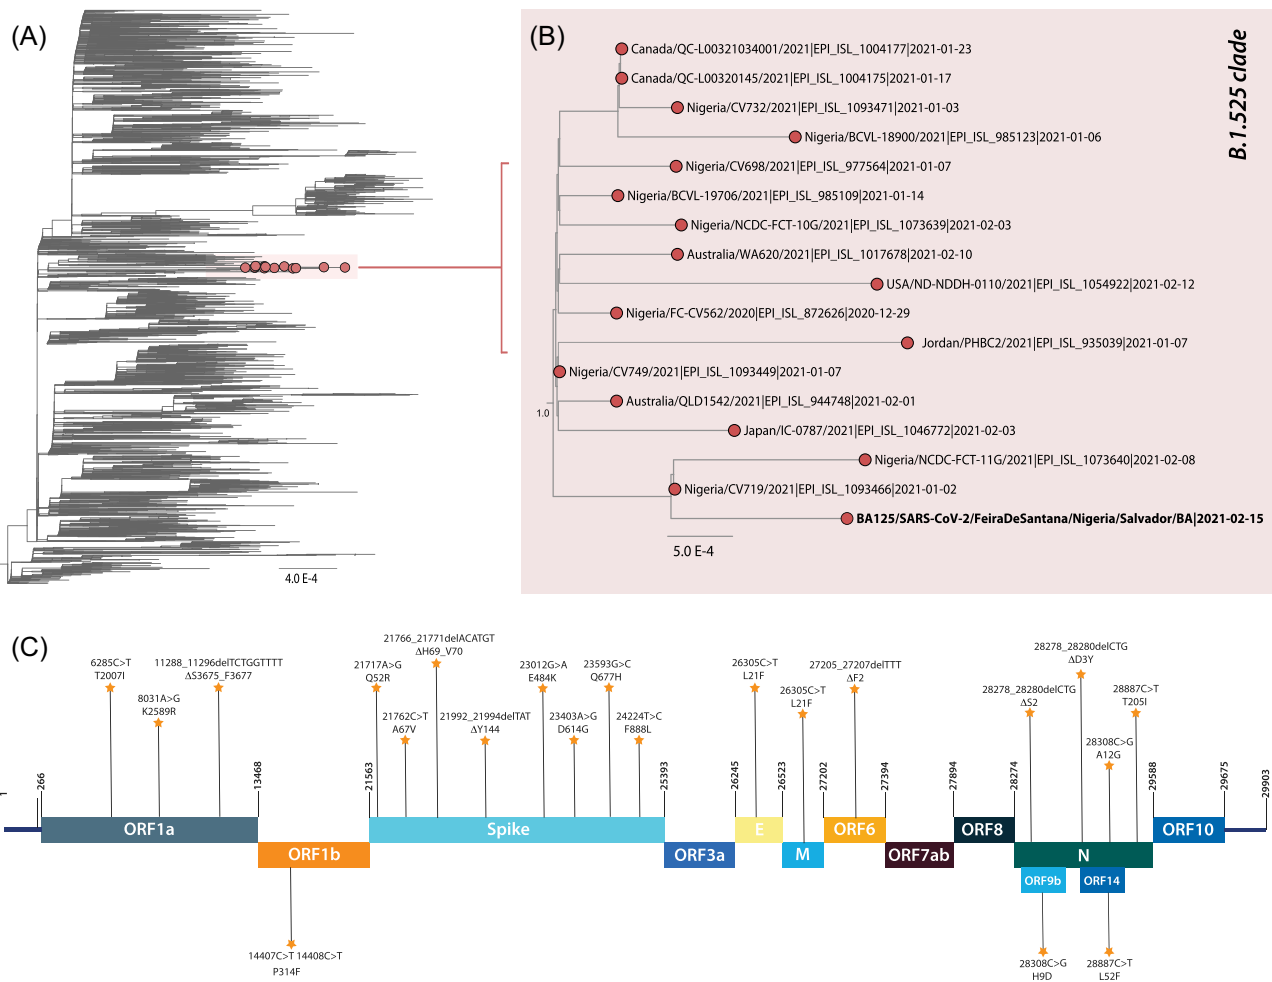 (A)
4.0 E-4
(B)
B.1.525 clade
Canada/QC-L00321034001/2021|EPI_ISL_1004177|2021-01-23
Canada/QC-L00320145/2021|EPI_ISL_1004175|2021-01-17
Nigeria/CV732/2021|EPI_ISL_1093471|2021-01-03
Nigeria/BCVL-18900/2021|EPI_ISL_985123|2021-01-06
Nigeria/CV698/2021|EPI_ISL_977564|2021-01-07
Nigeria/BCVL-19706/2021|EPI_ISL_985109|2021-01-14
Nigeria/NCDC-FCT-10G/2021|EPI_ISL_1073639|2021-02-03
Australia/WA620/2021|EPI_ISL_1017678|2021-02-10
USA/ND-NDDH-0110/2021|EPI_ISL_1054922|2021-02-12
Nigeria/FC-CV562/2020|EPI_ISL_872626|2020-12-29
Jordan/PHBC2/2021|EPI_ISL_935039|2021-01-07
Nigeria/CV749/2021|EPI_ISL_1093449|2021-01-07
Australia/QLD1542/2021|EPI_ISL_944748|2021-02-01
1.0
Japan/IC-0787/2021|EPI_ISL_1046772|2021-02-03
Nigeria/NCDC-FCT-11G/2021|EPI_ISL_1073640|2021-02-08
Nigeria/CV719/2021|EPI_ISL_1093466|2021-01-02
BA125/SARS-CoV-2/FeiraDeSantana/Nigeria/Salvador/BA|2021-02-15
5.0 E-4
(C)
6285C>T
T2007I
8031A>G
K2589R
11288_11296delTCTGGTTTT
ΔS3675_F3677
21717A>G
Q52R
21762C>T
A67V
21766_21771delACATGT
ΔH69_V70
21992_21994delTAT
ΔY144
23012G>A
E484K
23403A>G
D614G
23593G>C
Q677H
24224T>C
F888L
26305C>T
L21F
26305C>T
L21F
27205_27207delTTT
ΔF2
28278_28280delCTG
ΔS2
28278_28280delCTG
ΔD3Y
28308C>G
A12G
28887C>T
T205I
1
266
13468
21563
25393
26245
26523
27202
27394
27894
28274
29588
29675
29903
ORF1a
ORF1b
Spike
ORF3a
E
M
ORF6
ORF7ab
ORF8
N
ORF10
ORF9b
ORF14
14407C>T 14408C>T
P314F
28308C>G
H9D
28887C>T
L52F